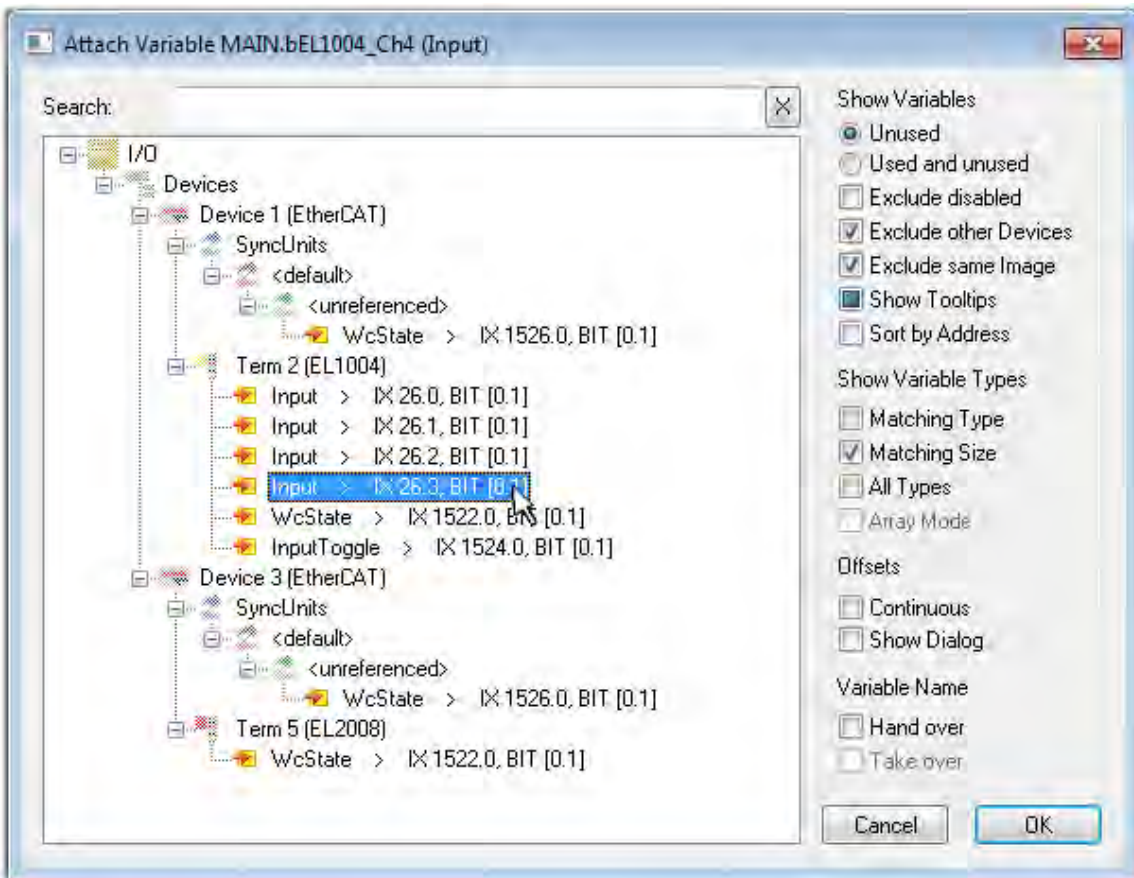 Attach Variable MAIN.bEL1004_Ch4 (Input)
Search:
I/O
Devices
Device 1 (EtherCAT)
SyncUnits
<default>
<unreferenced>
WcState > IX 1526.0, BIT [0.1]
Term 2 (EL1004)
Input > IX 26.0, BIT [0.1]
Input > IX 26.1, BIT [0.1]
Input > IX 26.2, BIT [0.1]
Input > IX 26.3, BIT [0.1]
WcState > IX 1522.0, BIT [0.1]
InputToggle > IX 1524.0, BIT [0.1]
Device 3 (EtherCAT)
SyncUnits
<default>
<unreferenced>
WcState > IX 1526.0, BIT [0.1]
Term 5 (EL2008)
WcState > IX 1522.0, BIT [0.1]
Show Variables
Unused
Used and unused
Exclude disabled
Exclude other Devices
Exclude same Image
Show Tooltips
Sort by Address
Show Variable Types
Matching Type
Matching Size
All Types
Array Mode
Offsets
Continuous
Show Dialog
Variable Name
Hand over
Take over
Cancel OK